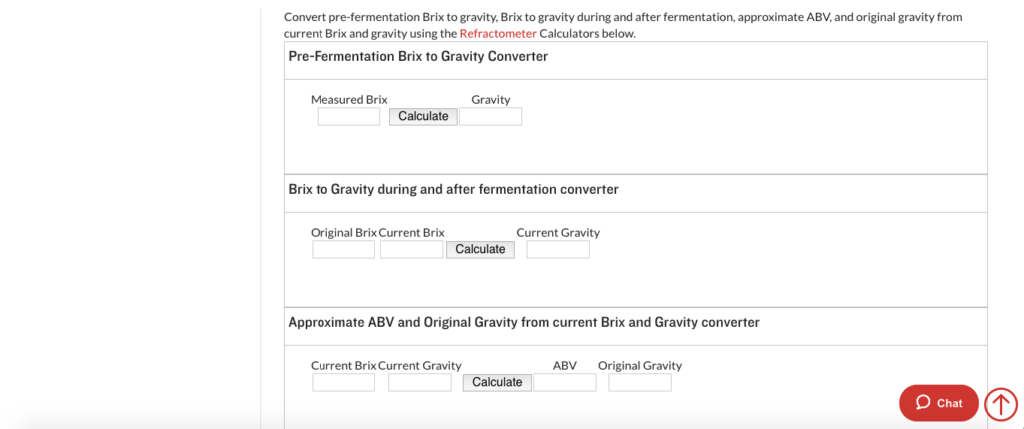 Convert pre-fermentation Brix to gravity, Brix to gravity during and after fermentation, approximate ABV, and original gravity from
current Brix and gravity using the Refractometer Calculators below.
Pre-Fermentation Brix to Gravity Converter
Measured Brix Gravity
Calculate
Brix to Gravity during and after fermentation converter
Original Brix Current Brix Current Gravity
Calculate
Approximate ABV and Original Gravity from current Brix and Gravity converter
Current Brix Current Gravity ABV Original Gravity
Calculate
Chat